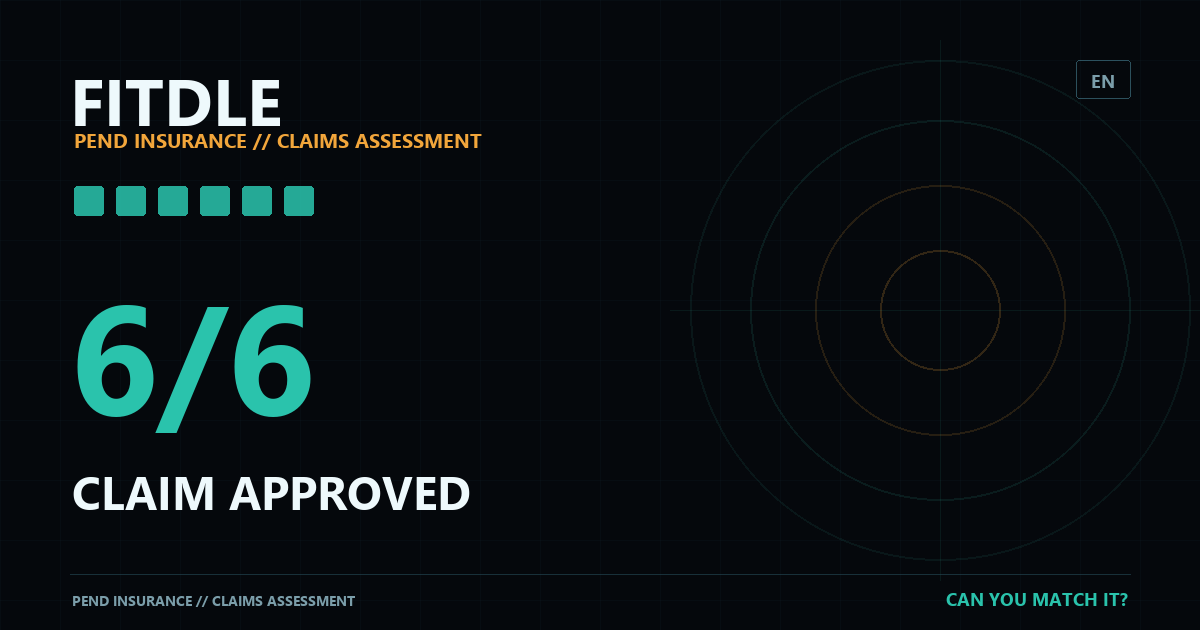 FITDLE
EN
PEND INSURANCE // CLAIMS ASSESSMENT
6/6
CLAIM APPROVED
PEND INSURANCE // CLAIMS ASSESSMENT
CAN YOU MATCH IT?